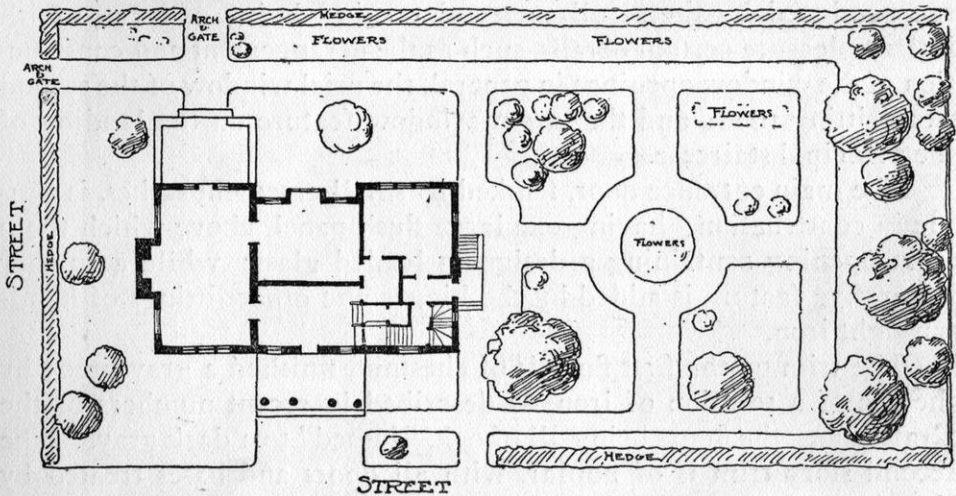 HEDGE
ARCH
&
GATE
FLOWERS
FLOWERS
ARCH
&
GATE
FLOWERS
STREET
HEDGE
FLOWERS
HEDGE
STREET